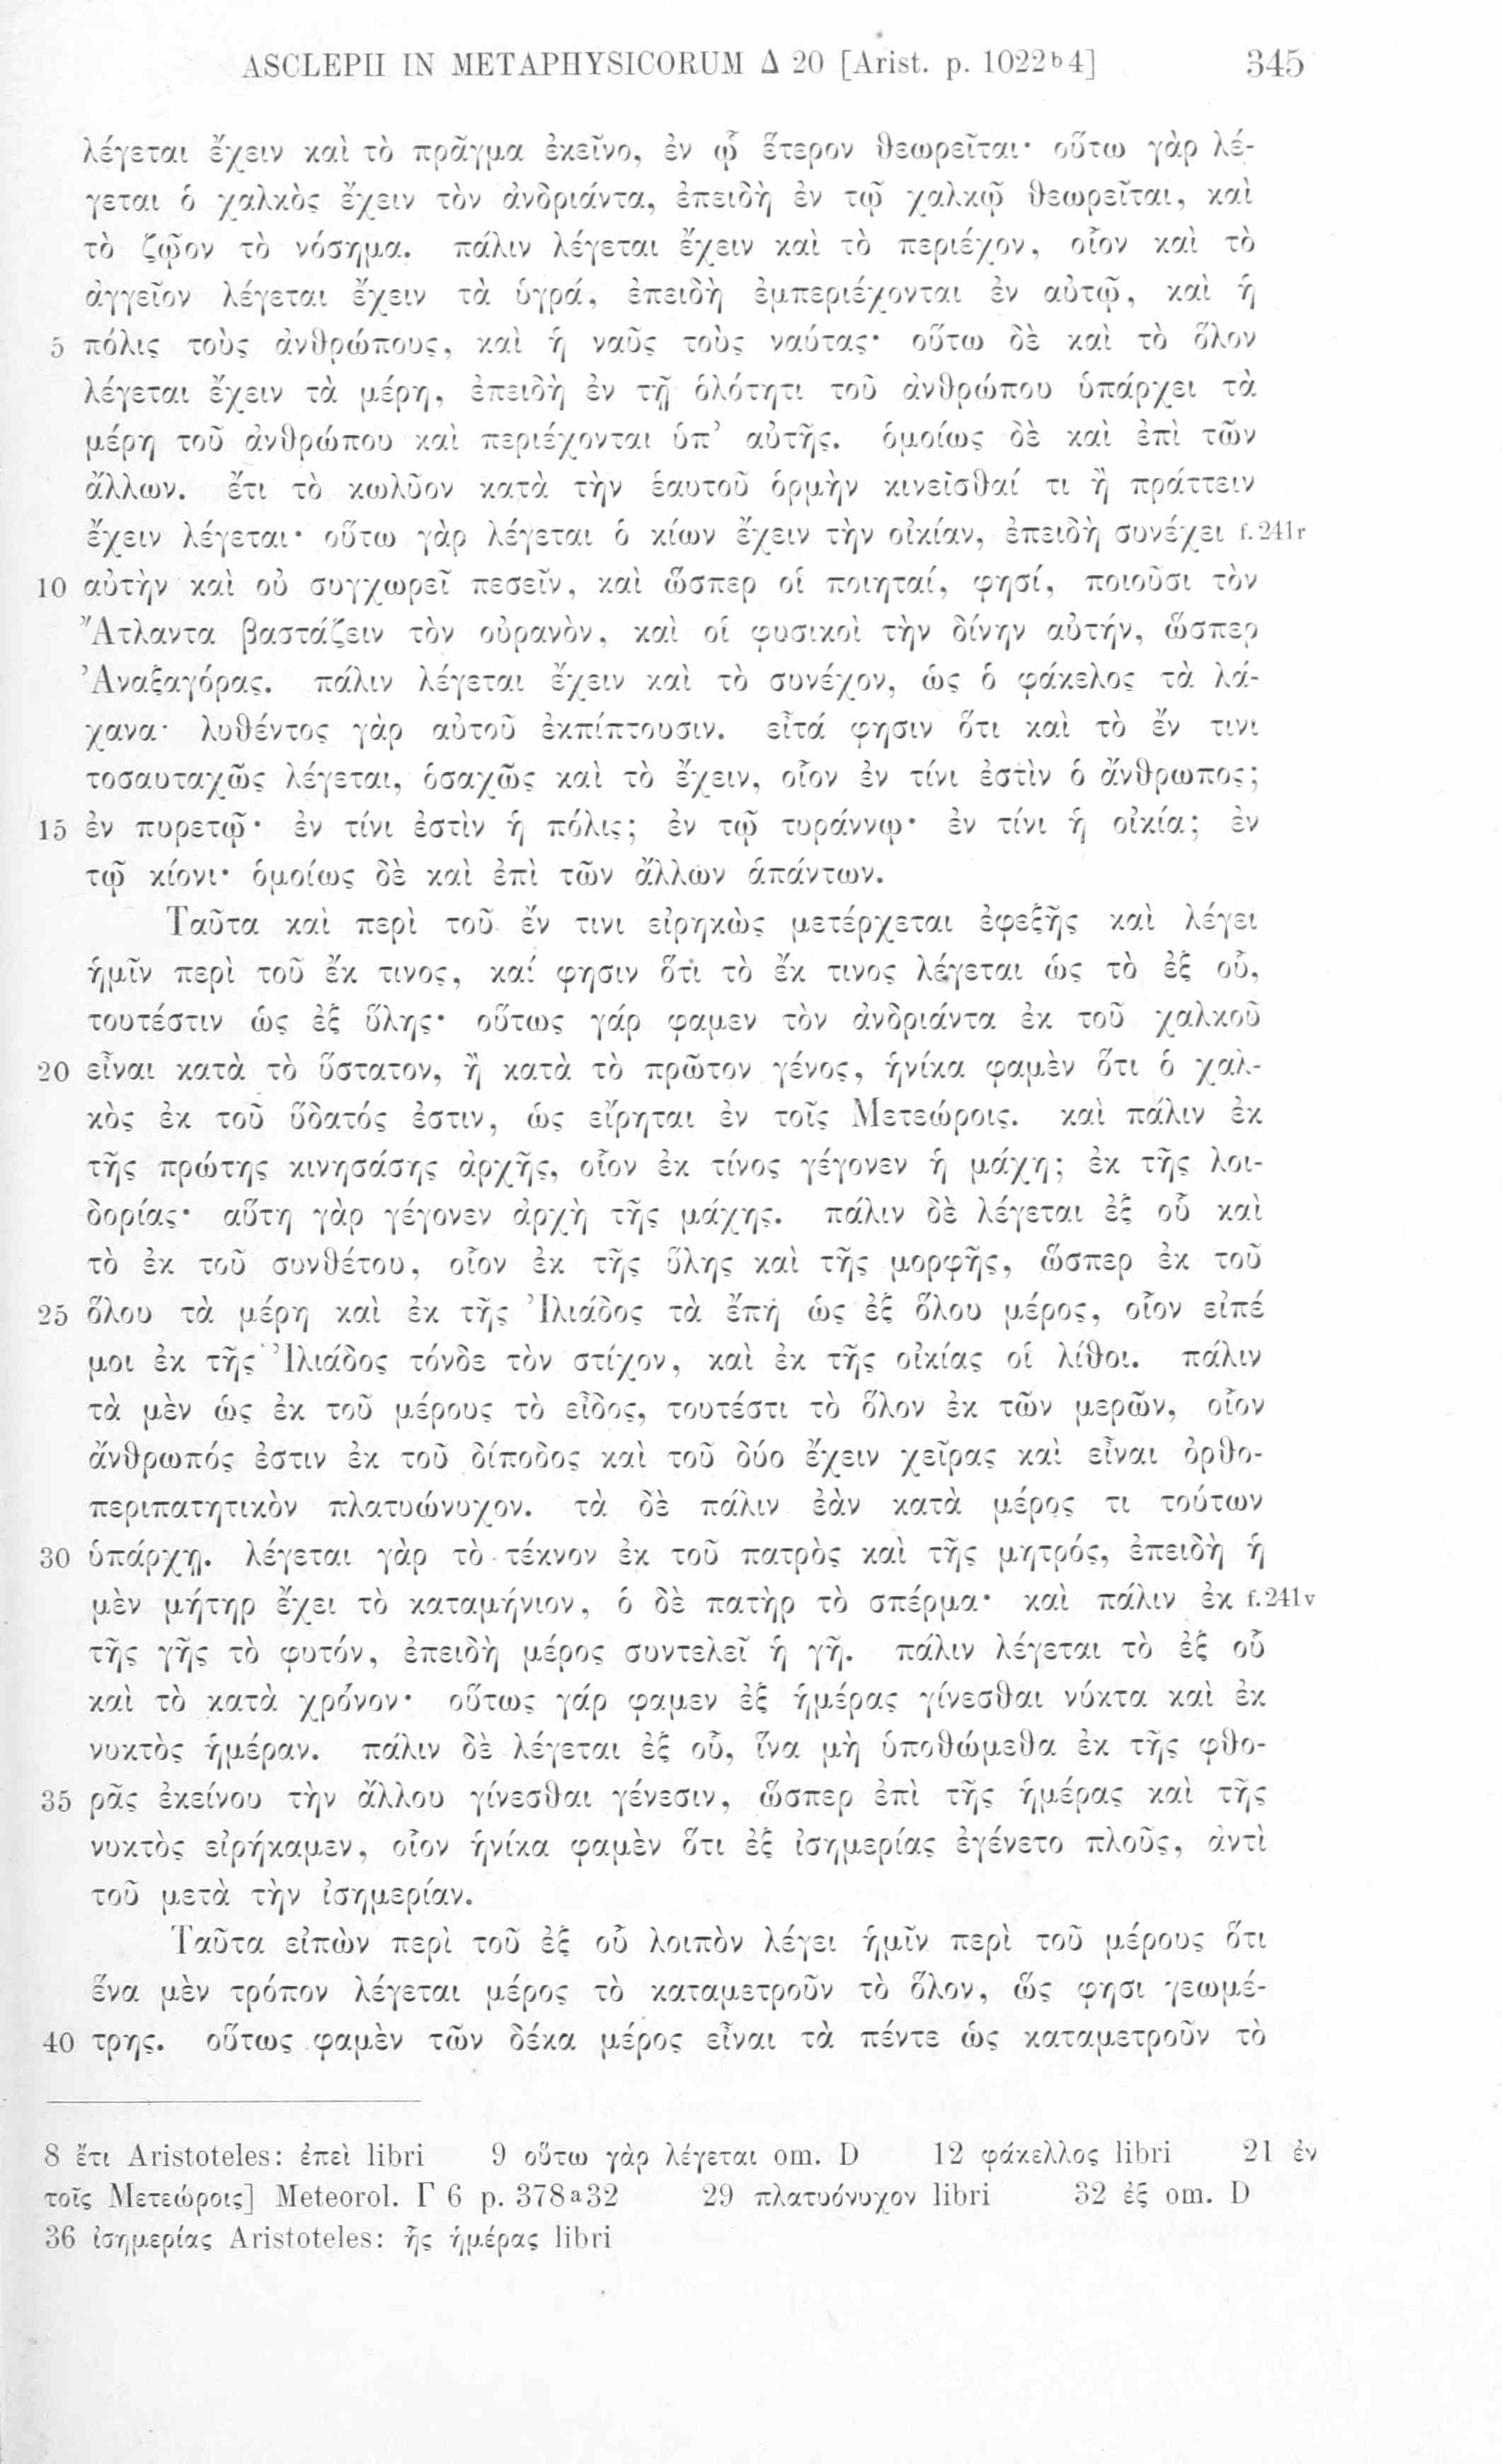 ASCLEPII IN METAPHYSICORUM Δ 20 [Arist. p. 1022b4] 345
λέγεται ἔχειν καὶ τὸ πρᾶγμα ἐκεῖνο, ἐν ᾧ ἕτερον θεωρεῖται· οὕτω γὰρ λέ-
γεται ὁ χαλκὸς ἔχειν τὸν ἀνδριάντα, ἐπειδὴ ἐν τῷ χαλκῷ θεωρεῖται, καὶ
τὸ ζῷον τὸ νόσημα. πάλιν λέγεται ἔχειν καὶ τὸ περιέχον, οἷον καὶ τὸ
ἀγγεῖον λέγεται ἔχειν τὰ ὑγρά, ἐπειδὴ ἐμπεριέχονται ἐν αὐτῷ, καὶ ἡ
5 πόλις τοὺς ἀνθρώπους, καὶ ἡ ναῦς τοὺς ναύτας· οὕτω δὲ καὶ τὸ ὅλον
λέγεται ἔχειν τὰ μέρη, ἐπειδὴ ἐν τῇ ὁλότητι τοῦ ἀνθρώπου ὑπάρχει τὰ
μέρη τοῦ ἀνθρώπου καὶ περιέχονται ὑπ’ αὐτῆς. ὁμοίως δὲ καὶ ἐπὶ τῶν
ἄλλων. ἔτι τὸ κωλῦον κατὰ τὴν ἑαυτοῦ ὁρμὴν κινεῖσθαί τι ἢ πράττειν
ἔχειν λέγεται· οὕτω γὰρ λέγεται ὁ κίων ἔχειν τὴν οἰκίαν, ἐπειδὴ συνέχει f.241r
10 αὐτὴν καὶ οὐ συγχωρεῖ πεσεῖν, καὶ ὥσπερ οἱ ποιηταί, φησί, ποιοῦσι τὸν
Ἄτλαντα βαστάζειν τὸν οὐρανὸν, καὶ οἱ φυσικοὶ τὴν δίνην αὐτήν, ὥσπερ
Ἀναξαγόρας. πάλιν λέγεται ἔχειν καὶ τὸ συνέχον, ὡς ὁ φάκελος τὰ λά-
χανα· λυθέντος γὰρ αὐτοῦ ἐκπίπτουσιν. εἶτά φησιν ὅτι καὶ τὸ ἔν τινι
τοσαυταχῶς λέγεται, ὁσαχῶς καὶ τὸ ἔχειν, οἷον ἐν τίνι ἐστὶν ὁ ἄνθρωπος;
15 ἐν πυρετῷ· ἐν τίνι ἐστὶν ἡ πόλις; ἐν τῷ τυράννῳ· ἐν τίνι ἡ οἰκία; ἐν
τῷ κίονι· ὁμοίως δὲ καὶ ἐπὶ τῶν ἄλλων ἁπάντων.
Ταῦτα καὶ περὶ τοῦ ἔν τινι εἰρηκὼς μετέρχεται ἐφεξῆς καὶ λέγει
ἡμῖν περὶ τοῦ ἔκ τινος, καί φησιν ὅτι τὸ ἔκ τινος λέγεται ὡς τὸ ἐξ οὗ,
τουτέστιν ὡς ἐξ ὕλης· οὕτως γάρ φαμεν τὸν ἀνδριάντα ἐκ τοῦ χαλκοῦ
20 εἶναι κατὰ τὸ ὕστατον, ἢ κατὰ τὸ πρῶτον γένος, ἡνίκα φαμὲν ὅτι ὁ χαλ-
κὸς ἐκ τοῦ ὕδατός ἐστιν, ὡς εἴρηται ἐν τοῖς Μετεώροις. καὶ πάλιν ἐκ
τῆς πρώτης κινησάσης ἀρχῆς, οἷον ἐκ τίνος γέγονεν ἡ μάχη; ἐκ τῆς λοι-
δορίας· αὕτη γὰρ γέγονεν ἀρχὴ τῆς μάχης. πάλιν δὲ λέγεται ἐξ οὗ καὶ
τὸ ἐκ τοῦ συνθέτου, οἷον ἐκ τῆς ὕλης καὶ τῆς μορφῆς, ὥσπερ ἐκ τοῦ
25 ὅλου τὰ μέρη καὶ ἐκ τῆς Ἰλιάδος τὰ ἔπη ὡς ἐξ ὅλου μέρος, οἷον εἰπέ
μοι ἐκ τῆς Ἰλιάδος τόνδε τὸν στίχον, καὶ ἐκ τῆς οἰκίας οἱ λίθοι. πάλιν
τὰ μὲν ὡς ἐκ τοῦ μέρους τὸ εἶδος, τουτέστι τὸ ὅλον ἐκ τῶν μερῶν, οἷον
ἄνθρωπός ἐστιν ἐκ τοῦ δίποδος καὶ τοῦ δύο ἔχειν χεῖρας καὶ εἶναι ὀρθο-
περιπατητικὸν πλατυώνυχον. τὰ δὲ πάλιν ἐὰν κατὰ μέρος τι τούτων
30 ὑπάρχῃ. λέγεται γὰρ τὸ τέκνον ἐκ τοῦ πατρὸς καὶ τῆς μητρός, ἐπειδὴ ἡ
μὲν μήτηρ ἔχει τὸ καταμήνιον, ὁ δὲ πατὴρ τὸ σπέρμα· καὶ πάλιν ἐκ f.241v
τῆς γῆς τὸ φυτόν, ἐπειδὴ μέρος συντελεῖ ἡ γῆ. πάλιν λέγεται τὸ ἐξ οὗ
καὶ τὸ κατὰ χρόνον· οὕτως γάρ φαμεν ἐξ ἡμέρας γίνεσθαι νύκτα καὶ ἐκ
νυκτὸς ἡμέραν. πάλιν δὲ λέγεται ἐξ οὗ, ἵνα μὴ ὑποθώμεθα ἐκ τῆς φθο-
35 ρᾶς ἐκείνου τὴν ἄλλου γίνεσθαι γένεσιν, ὥσπερ ἐπὶ τῆς ἡμέρας καὶ τῆς
νυκτὸς εἰρήκαμεν, οἷον ἡνίκα φαμὲν ὅτι ἐξ ἰσημερίας ἐγένετο πλοῦς, ἀντὶ
τοῦ μετὰ τὴν ἰσημερίαν.
Ταῦτα εἰπὼν περὶ τοῦ ἐξ οὗ λοιπὸν λέγει ἡμῖν περὶ τοῦ μέρους ὅτι
ἕνα μὲν τρόπον λέγεται μέρος τὸ καταμετροῦν τὸ ὅλον, ὥς φησι γεωμέ-
40 τρης. οὕτως φαμὲν τῶν δέκα μέρος εἶναι τὰ πέντε ὡς καταμετροῦν τὸ
8 ἔτι Aristoteles: ἐπεὶ libri 9 οὕτω γὰρ λέγεται om. D 12 φάκελλος libri 21 ἐν
τοῖς Μετεώροις] Meteorol. Γ 6 p. 378a32 29 πλατυόνυχον libri 32 ἐξ om. D
36 ἰσημερίας Aristoteles: ἧς ἡμέρας libri